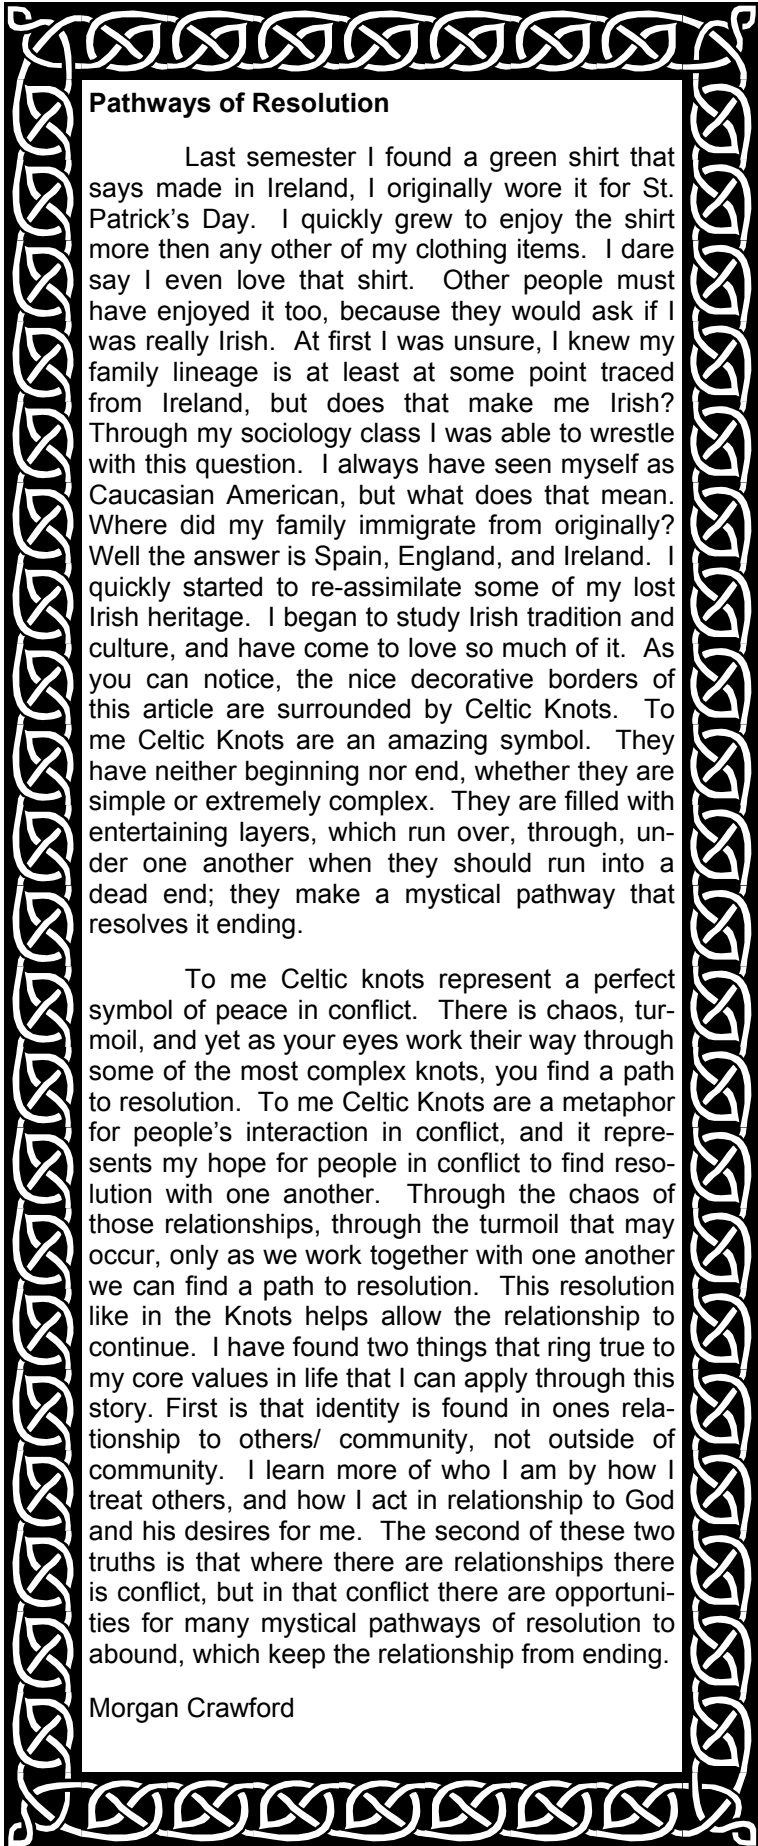 Pathways of Resolution
Last semester I found a green shirt that
says made in Ireland, I originally wore it for St.
Patrick's Day.  I quickly grew to enjoy the shirt
more then any other of my clothing items.  I dare
say I even love that shirt.  Other people must
have enjoyed it too, because they would ask if I
was really Irish.  At first I was unsure, I knew my
family lineage is at least at some point traced
from Ireland, but does that make me Irish?
Through my sociology class I was able to wrestle
with this question.  I always have seen myself as
Caucasian American, but what does that mean.
Where did my family immigrate from originally?
Well the answer is Spain, England, and Ireland.  I
quickly started to re-assimilate some of my lost
Irish heritage.  I began to study Irish tradition and
culture, and have come to love so much of it.  As
you can notice, the nice decorative borders of
this article are surrounded by Celtic Knots.  To
me Celtic Knots are an amazing symbol.  They
have neither beginning nor end, whether they are
simple or extremely complex.  They are filled with
entertaining layers, which run over, through, un-
der one another when they should run into a
dead end; they make a mystical pathway that
resolves it ending.
To me Celtic knots represent a perfect
symbol of peace in conflict.  There is chaos, tur-
moil, and yet as your eyes work their way through
some of the most complex knots, you find a path
to resolution.  To me Celtic Knots are a metaphor
for people's interaction in conflict, and it repre-
sents my hope for people in conflict to find reso-
lution with one another.  Through the chaos of
those relationships, through the turmoil that may
occur, only as we work together with one another
we can find a path to resolution.  This resolution
like in the Knots helps allow the relationship to
continue.  I have found two things that ring true to
my core values in life that I can apply through this
story. First is that identity is found in ones rela-
tionship to others/ community, not outside of
community.  I learn more of who I am by how I
treat others, and how I act in relationship to God
and his desires for me.  The second of these two
truths is that where there are relationships there
is conflict, but in that conflict there are opportuni-
ties for many mystical pathways of resolution to
abound, which keep the relationship from ending.
Morgan Crawford